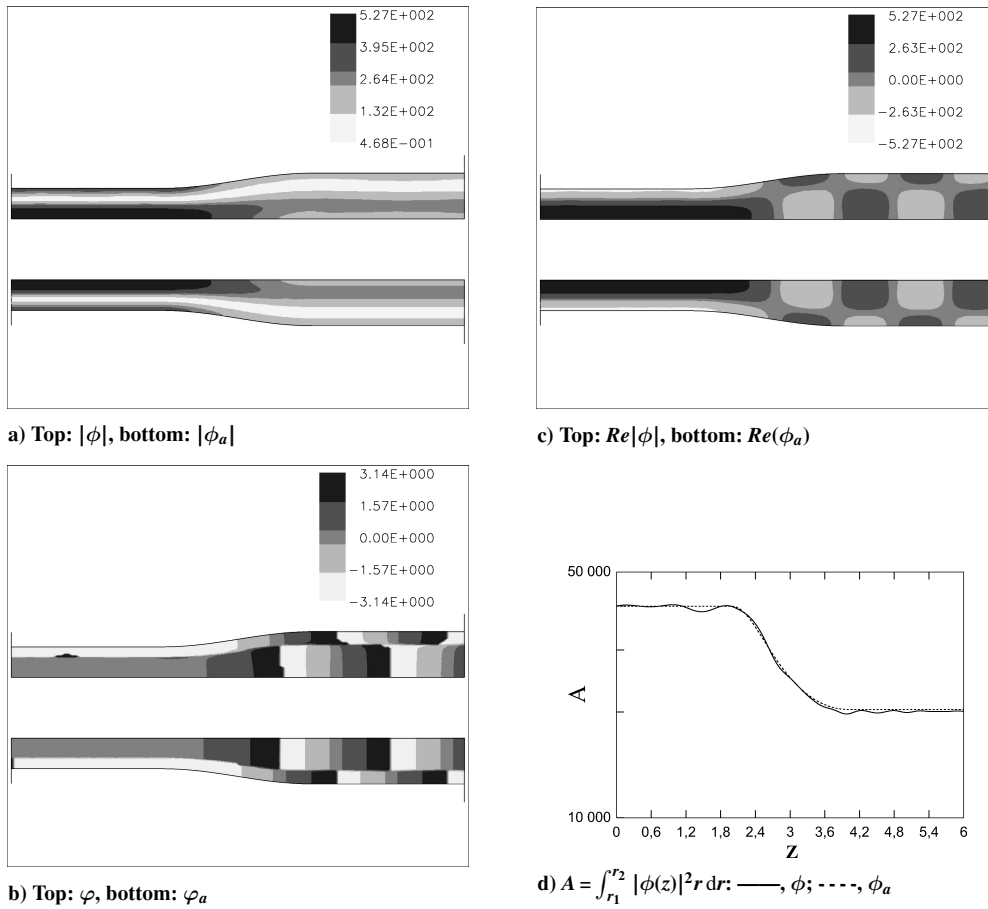 5.27E+002
3.95E+002
2.64E+002
1.32E+002
4.68E-001
a) Top: |ϕ|, bottom: |ϕₐ|
5.27E+002
2.63E+002
0.00E+000
−2.63E+002
−5.27E+002
c) Top: Re|ϕ|, bottom: Re(ϕₐ)
3.14E+000
1.57E+000
0.00E+000
−1.57E+000
−3.14E+000
b) Top: φ, bottom: φₐ
50 000
A
10 000
0 0,6 1,2 1,8 2,4 3 3,6 4,2 4,8 5,4 6
Z
d) A = ∫_{r₁}^{r₂} |ϕ(z)|² r dr: ——, ϕ; - - - -, ϕₐ